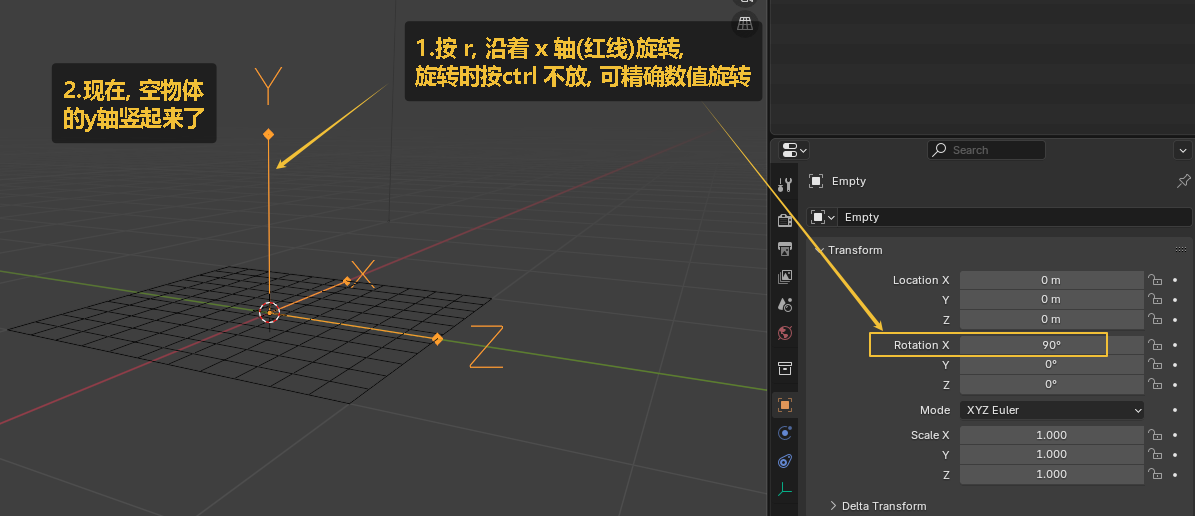 1.按 r, 沿着 x 轴(红线)旋转,
旋转时按ctrl 不放, 可精确数值旋转
2.现在, 空物体
的y轴竖起来了
Y
X
Z
Search
Empty
Empty
Transform
Location X 0 m
Y 0 m
Z 0 m
Rotation X 90°
Y 0°
Z 0°
Mode XYZ Euler
Scale X 1.000
Y 1.000
Z 1.000
Delta Transform